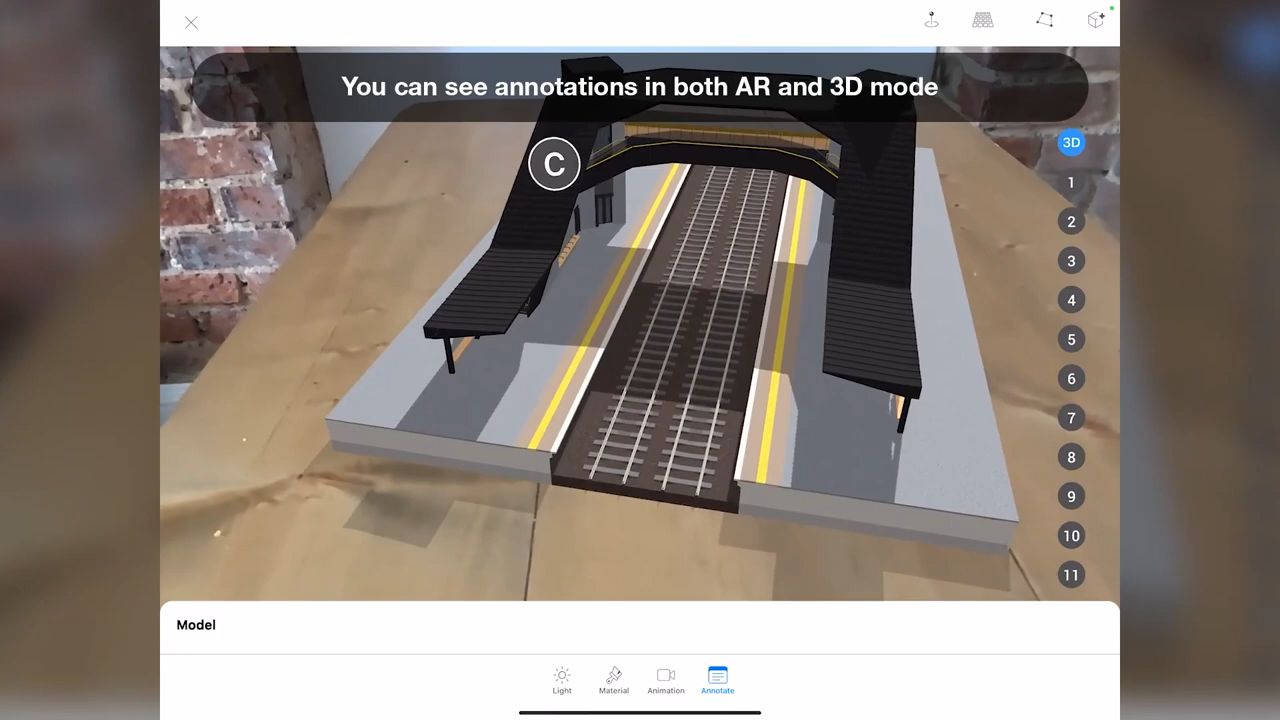 You can see annotations in both AR and 3D mode
C
3D
1
2
3
4
5
6
7
8
9
10
11
Model
Light Material Animation Annotate